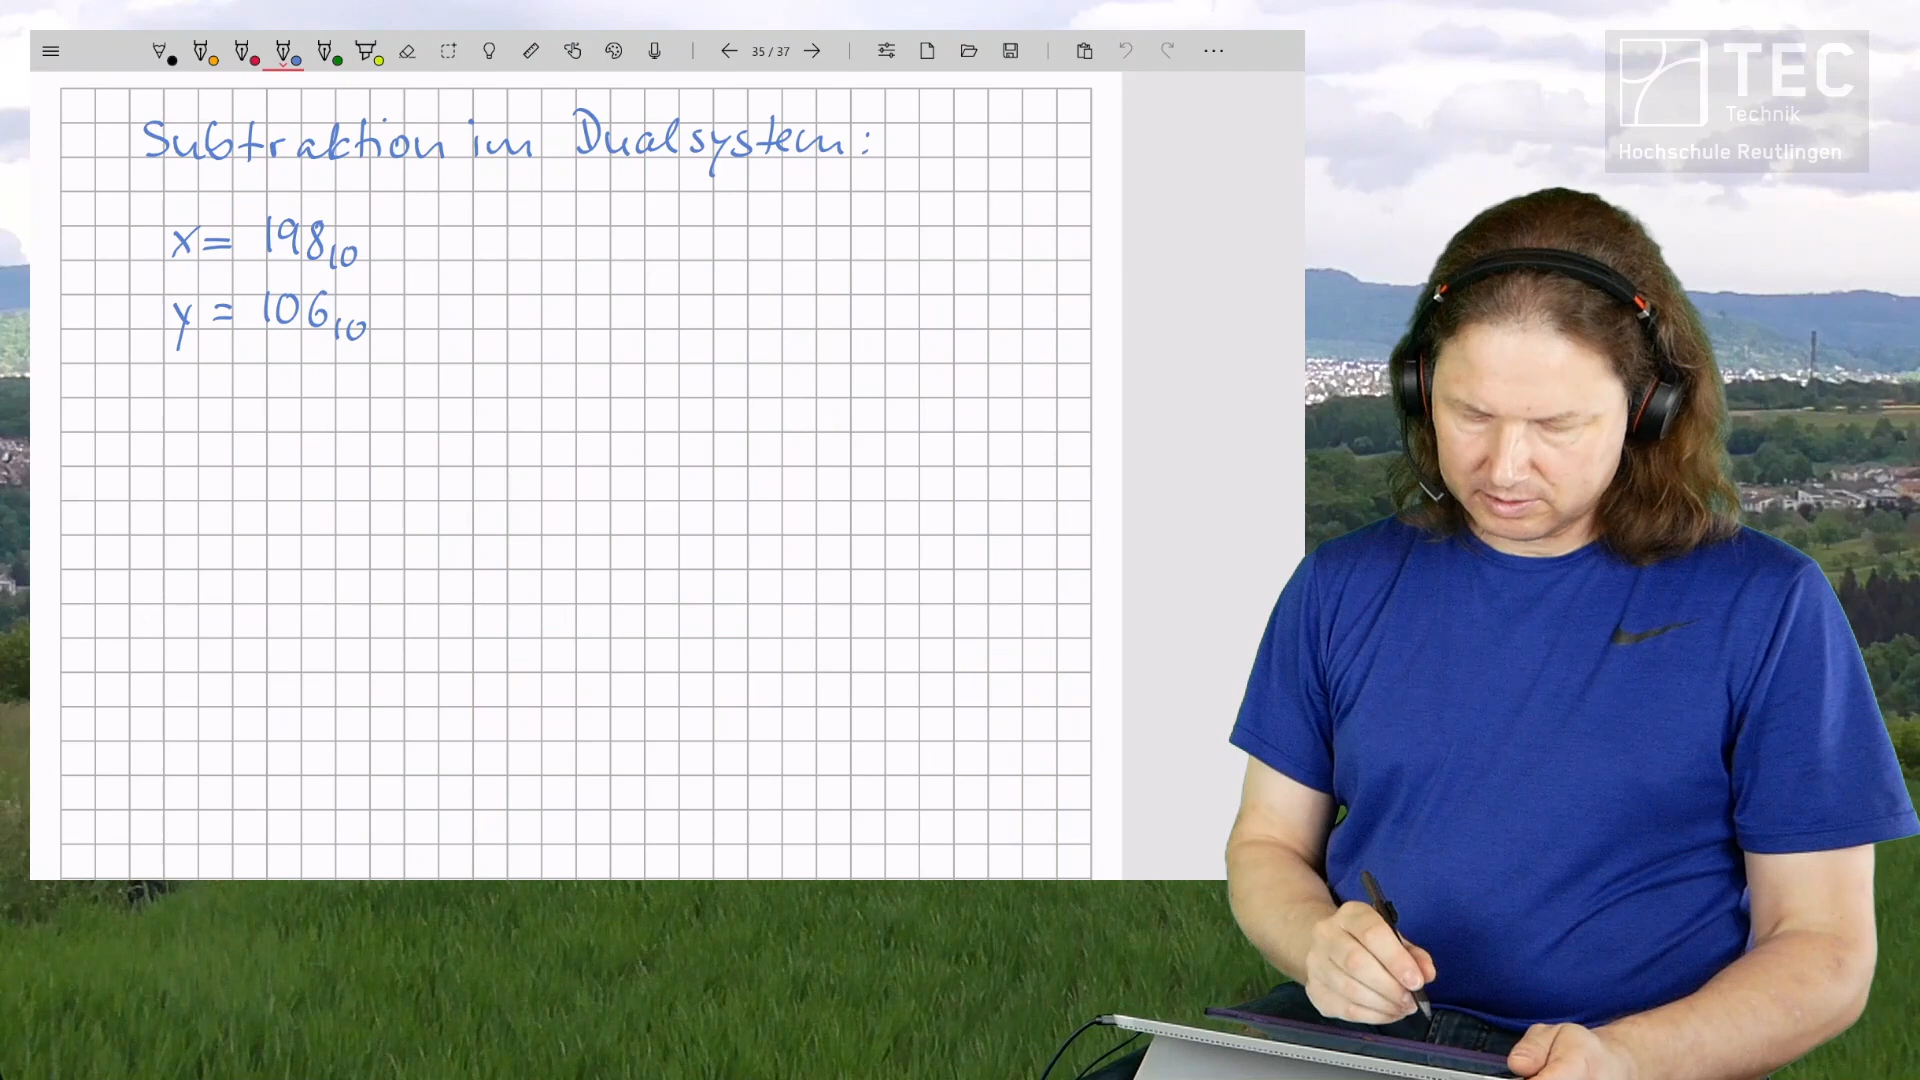 35 / 37
TEC
Technik
Hochschule Reutlingen
Subtraktion im Dualsystem:
x = 198₁₀
y = 106₁₀